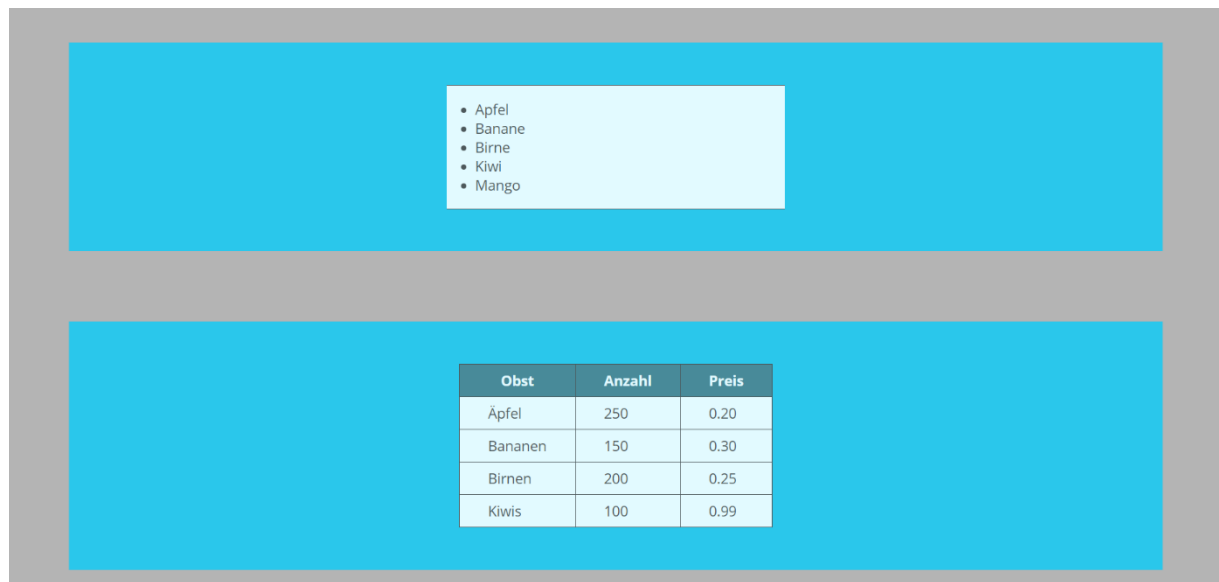 Apfel
Banane
Birne
Kiwi
Mango
Obst Anzahl Preis
Äpfel 250 0.20
Bananen 150 0.30
Birnen 200 0.25
Kiwis 100 0.99